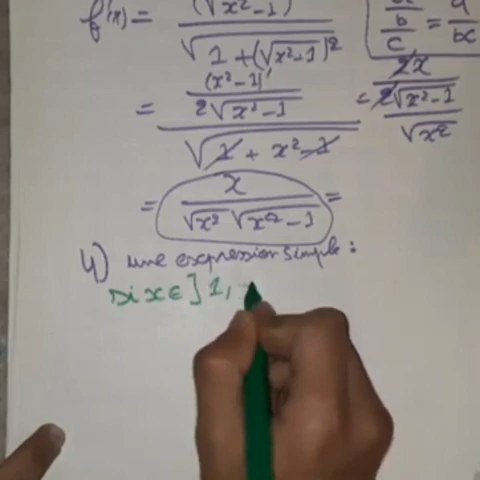 f'(x) = (√x²-1)' / √1+(√x²-1)²
b / c = a / bc
= (x²-1)' / 2√x²-1 / √1 + x²-1 = 2x / 2√x²-1 / √x²
= x / √x² √x²-1 =
4) une expression simple :
si x ∈ ]1,